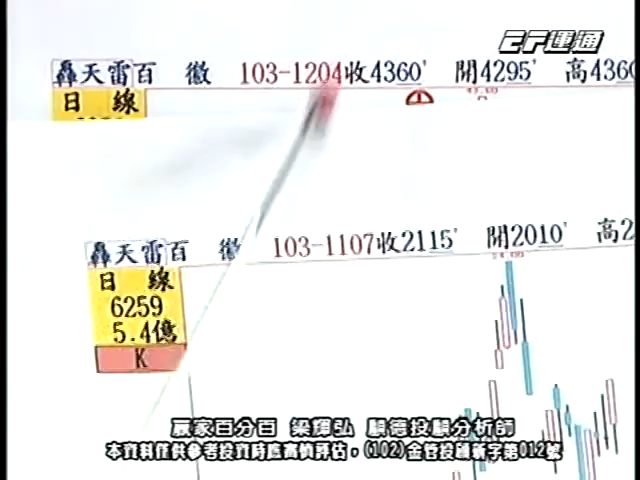 ET運通
轟天雷百 徽 103-1204收4360' 開4295' 高4360
日 線
轟天雷百 徽 103-1107收2115' 開2010' 高2
日 線
6259
5.4億
K
贏家百分百 梁輝弘 顧德投顧分析師
本資料僅供參考投資時應審慎評估，(102)金管投顧新字第012號